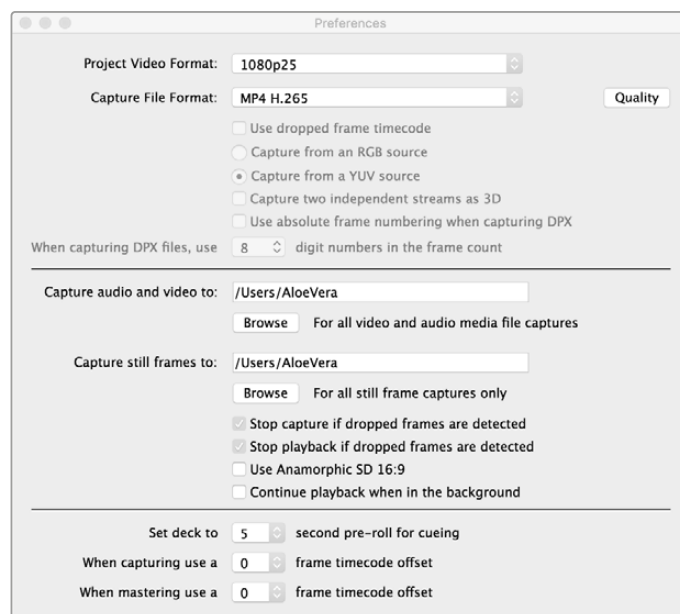 Preferences
Project Video Format: 1080p25
Capture File Format: MP4 H.265 Quality
Use dropped frame timecode
Capture from an RGB source
Capture from a YUV source
Capture two independent streams as 3D
Use absolute frame numbering when capturing DPX
When capturing DPX files, use 8 digit numbers in the frame count
Capture audio and video to: /Users/AloeVera
Browse For all video and audio media file captures
Capture still frames to: /Users/AloeVera
Browse For all still frame captures only
Stop capture if dropped frames are detected
Stop playback if dropped frames are detected
Use Anamorphic SD 16:9
Continue playback when in the background
Set deck to 5 second pre-roll for cueing
When capturing use a 0 frame timecode offset
When mastering use a 0 frame timecode offset